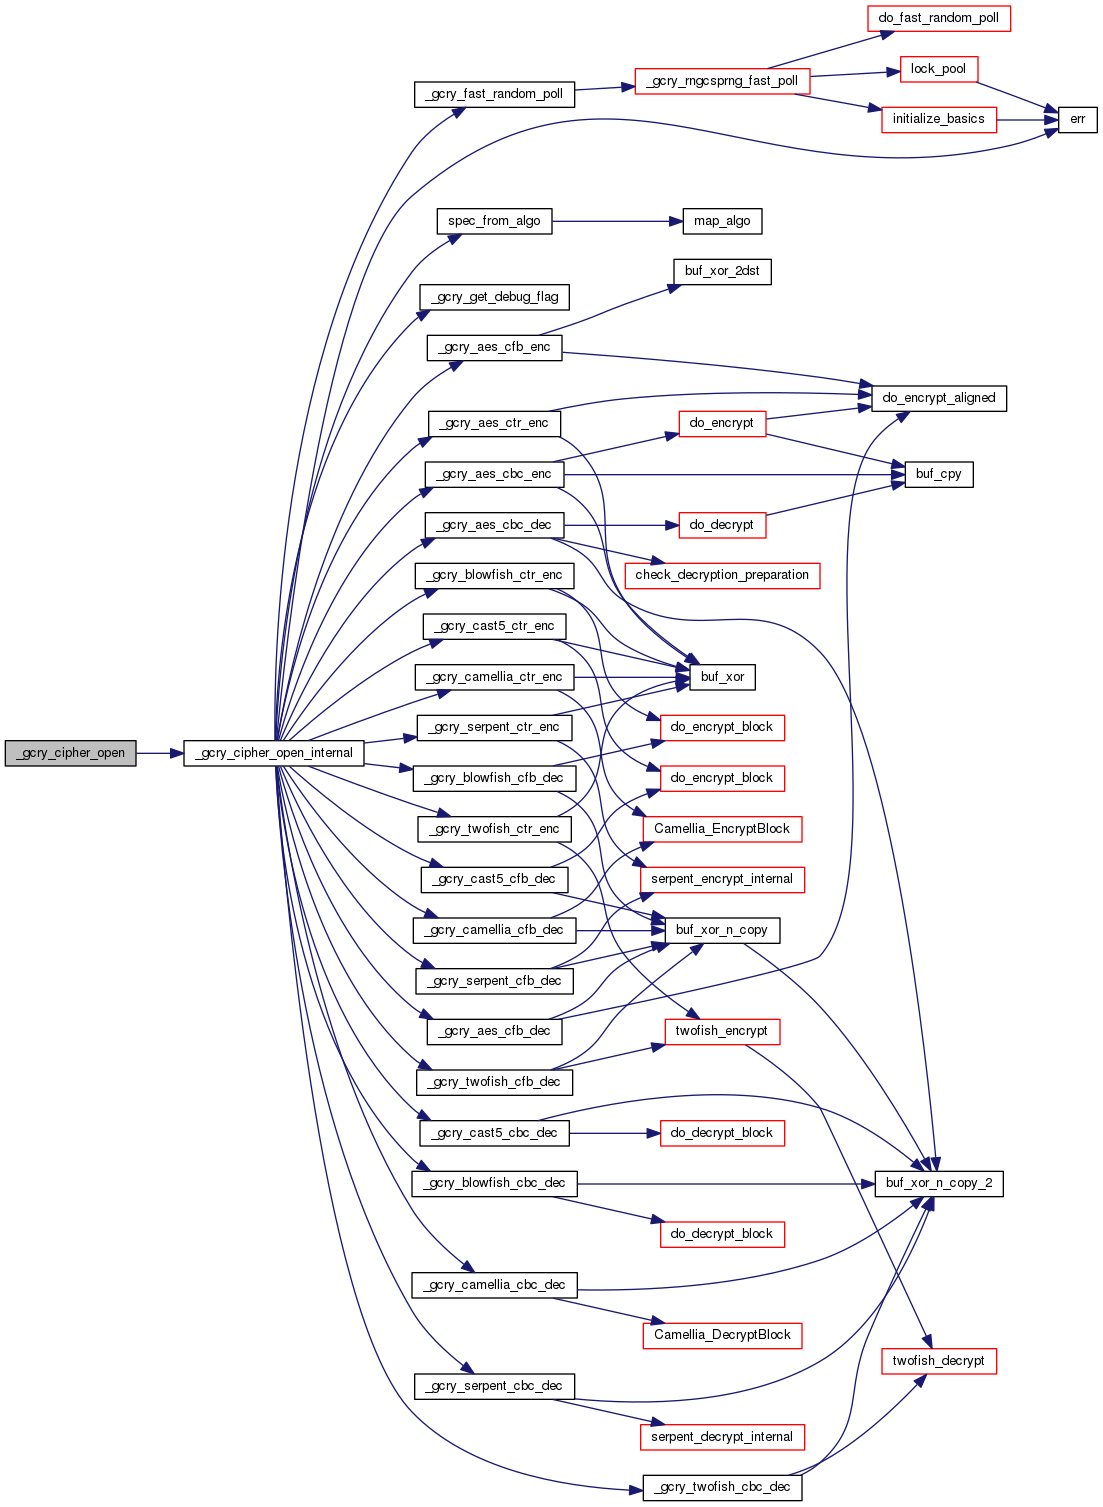 do_fast_random_poll
lock_pool
_gcry_rngcsprng_fast_poll
_gcry_fast_random_poll
initialize_basics
err
spec_from_algo
map_algo
buf_xor_2dst
_gcry_get_debug_flag
_gcry_aes_cfb_enc
do_encrypt_aligned
_gcry_aes_ctr_enc
do_encrypt
_gcry_aes_cbc_enc
buf_cpy
_gcry_aes_cbc_dec
do_decrypt
_gcry_blowfish_ctr_enc
check_decryption_preparation
_gcry_cast5_ctr_enc
_gcry_camellia_ctr_enc
buf_xor
_gcry_serpent_ctr_enc
do_encrypt_block
_gcry_cipher_open
_gcry_cipher_open_internal
_gcry_blowfish_cfb_dec
do_encrypt_block
_gcry_twofish_ctr_enc
Camellia_EncryptBlock
_gcry_cast5_cfb_dec
serpent_encrypt_internal
_gcry_camellia_cfb_dec
buf_xor_n_copy
_gcry_serpent_cfb_dec
_gcry_aes_cfb_dec
twofish_encrypt
_gcry_twofish_cfb_dec
_gcry_cast5_cbc_dec
do_decrypt_block
_gcry_blowfish_cbc_dec
buf_xor_n_copy_2
do_decrypt_block
_gcry_camellia_cbc_dec
Camellia_DecryptBlock
twofish_decrypt
_gcry_serpent_cbc_dec
serpent_decrypt_internal
_gcry_twofish_cbc_dec